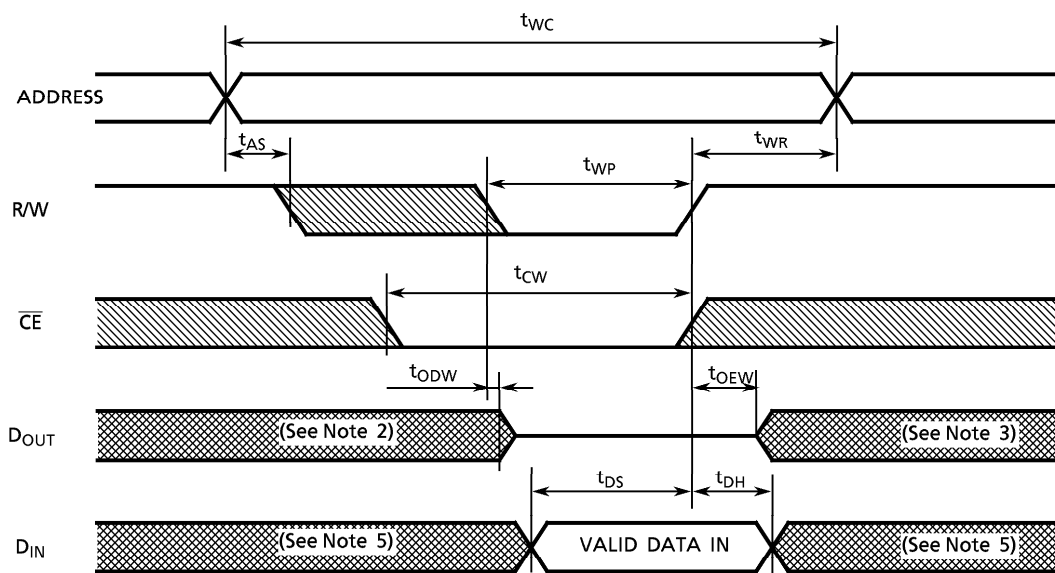 tWC
ADDRESS
tAS
tWR
tWP
R/W
tCW
CE
tODW
tOEW
DOUT
(See Note 2)
(See Note 3)
tDS
tDH
DIN
(See Note 5)
VALID DATA IN
(See Note 5)